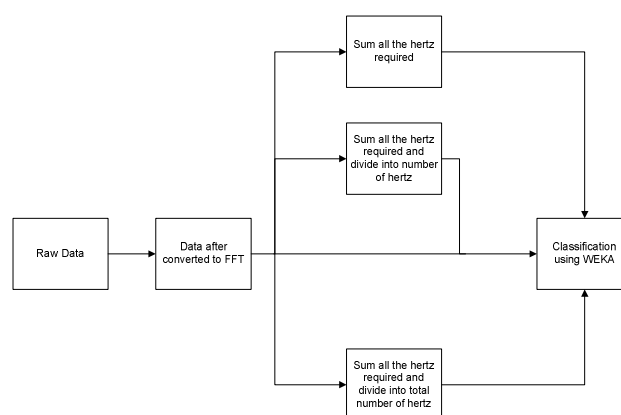 Sum all the hertz
required
Sum all the hertz
required and
divide into number
of hertz
Raw Data
Data after
converted to FFT
Classification
using WEKA
Sum all the hertz
required and
divide into total
number of hertz